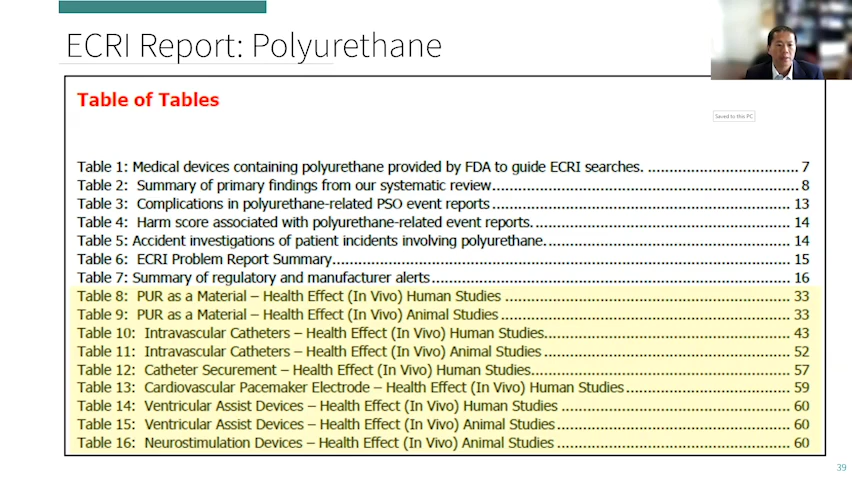 ECRI Report: Polyurethane
Table of Tables
Saved to this PC
Table 1: Medical devices containing polyurethane provided by FDA to guide ECRI searches. .................................... 7
Table 2: Summary of primary findings from our systematic review........................................................................ 8
Table 3: Complications in polyurethane-related PSO event reports ...................................................................... 13
Table 4: Harm score associated with polyurethane-related event reports. ............................................................. 14
Table 5: Accident investigations of patient incidents involving polyurethane. ......................................................... 14
Table 6: ECRI Problem Report Summary........................................................................................................... 15
Table 7: Summary of regulatory and manufacturer alerts.................................................................................... 16
Table 8: PUR as a Material – Health Effect (In Vivo) Human Studies .................................................................... 33
Table 9: PUR as a Material – Health Effect (In Vivo) Animal Studies ..................................................................... 33
Table 10: Intravascular Catheters – Health Effect (In Vivo) Human Studies........................................................... 43
Table 11: Intravascular Catheters – Health Effect (In Vivo) Animal Studies ........................................................... 52
Table 12: Catheter Securement – Health Effect (In Vivo) Human Studies.............................................................. 57
Table 13: Cardiovascular Pacemaker Electrode – Health Effect (In Vivo) Human Studies........................................ 59
Table 14: Ventricular Assist Devices – Health Effect (In Vivo) Human Studies ....................................................... 60
Table 15: Ventricular Assist Devices – Health Effect (In Vivo) Animal Studies........................................................ 60
Table 16: Neurostimulation Devices – Health Effect (In Vivo) Animal Studies ........................................................ 60
39